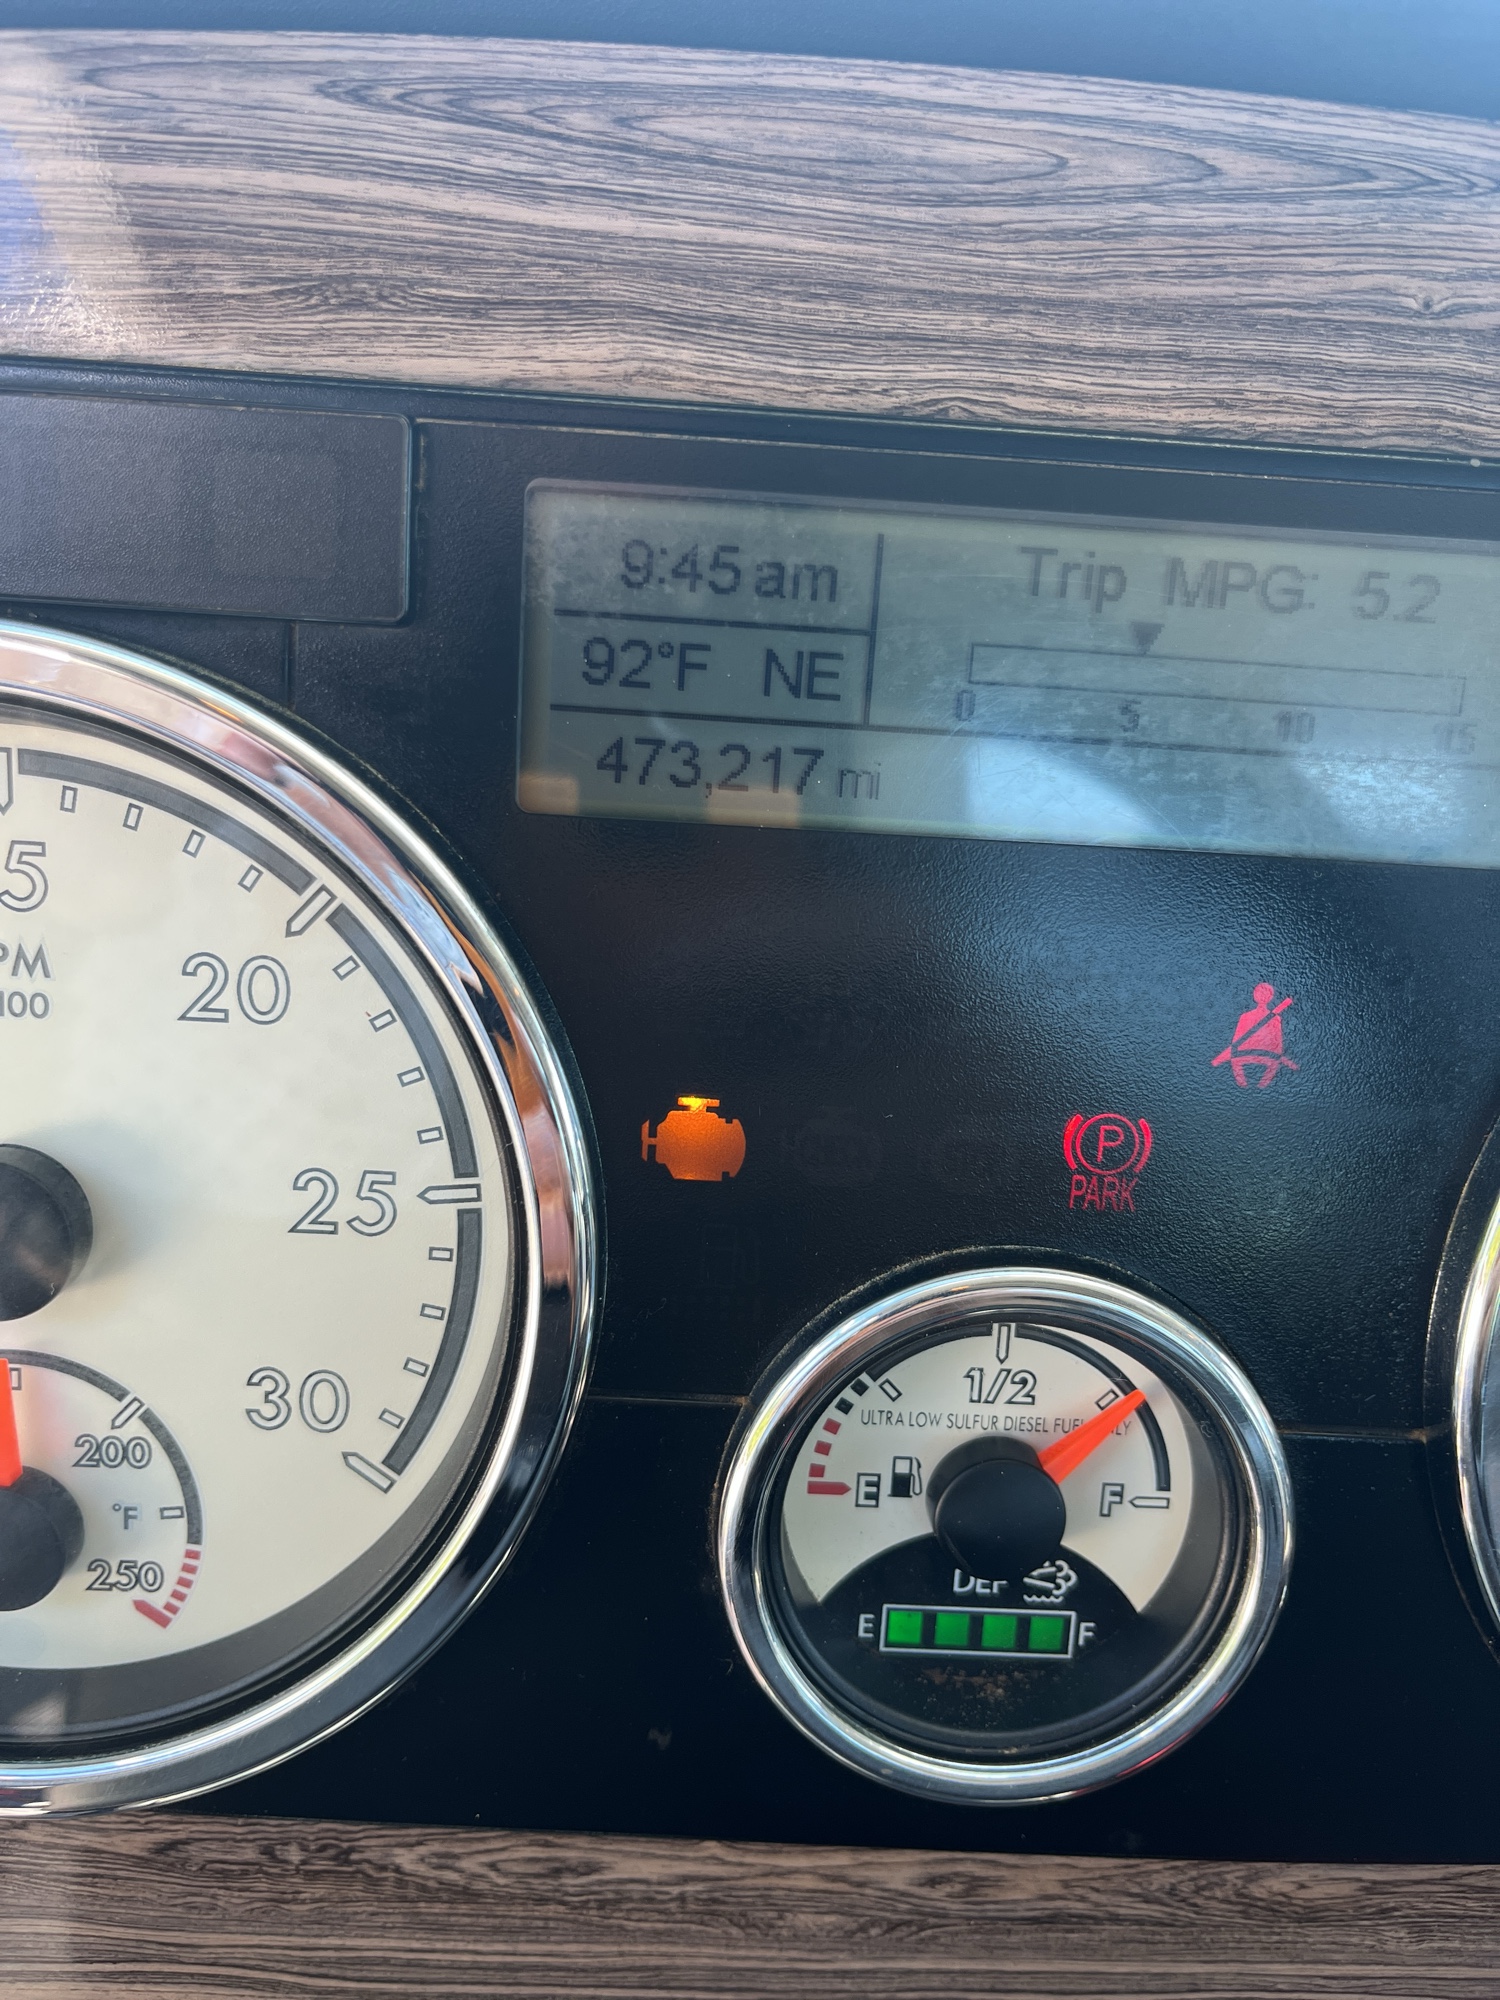 9:45 am
Trip MPG: 5.2
92°F NE
0 5 10 15
473,217 mi
5
20
PM
100
25
30
200
°F
250
P
PARK
1/2
ULTRA LOW SULFUR DIESEL FUEL
E
F
DEF
E F